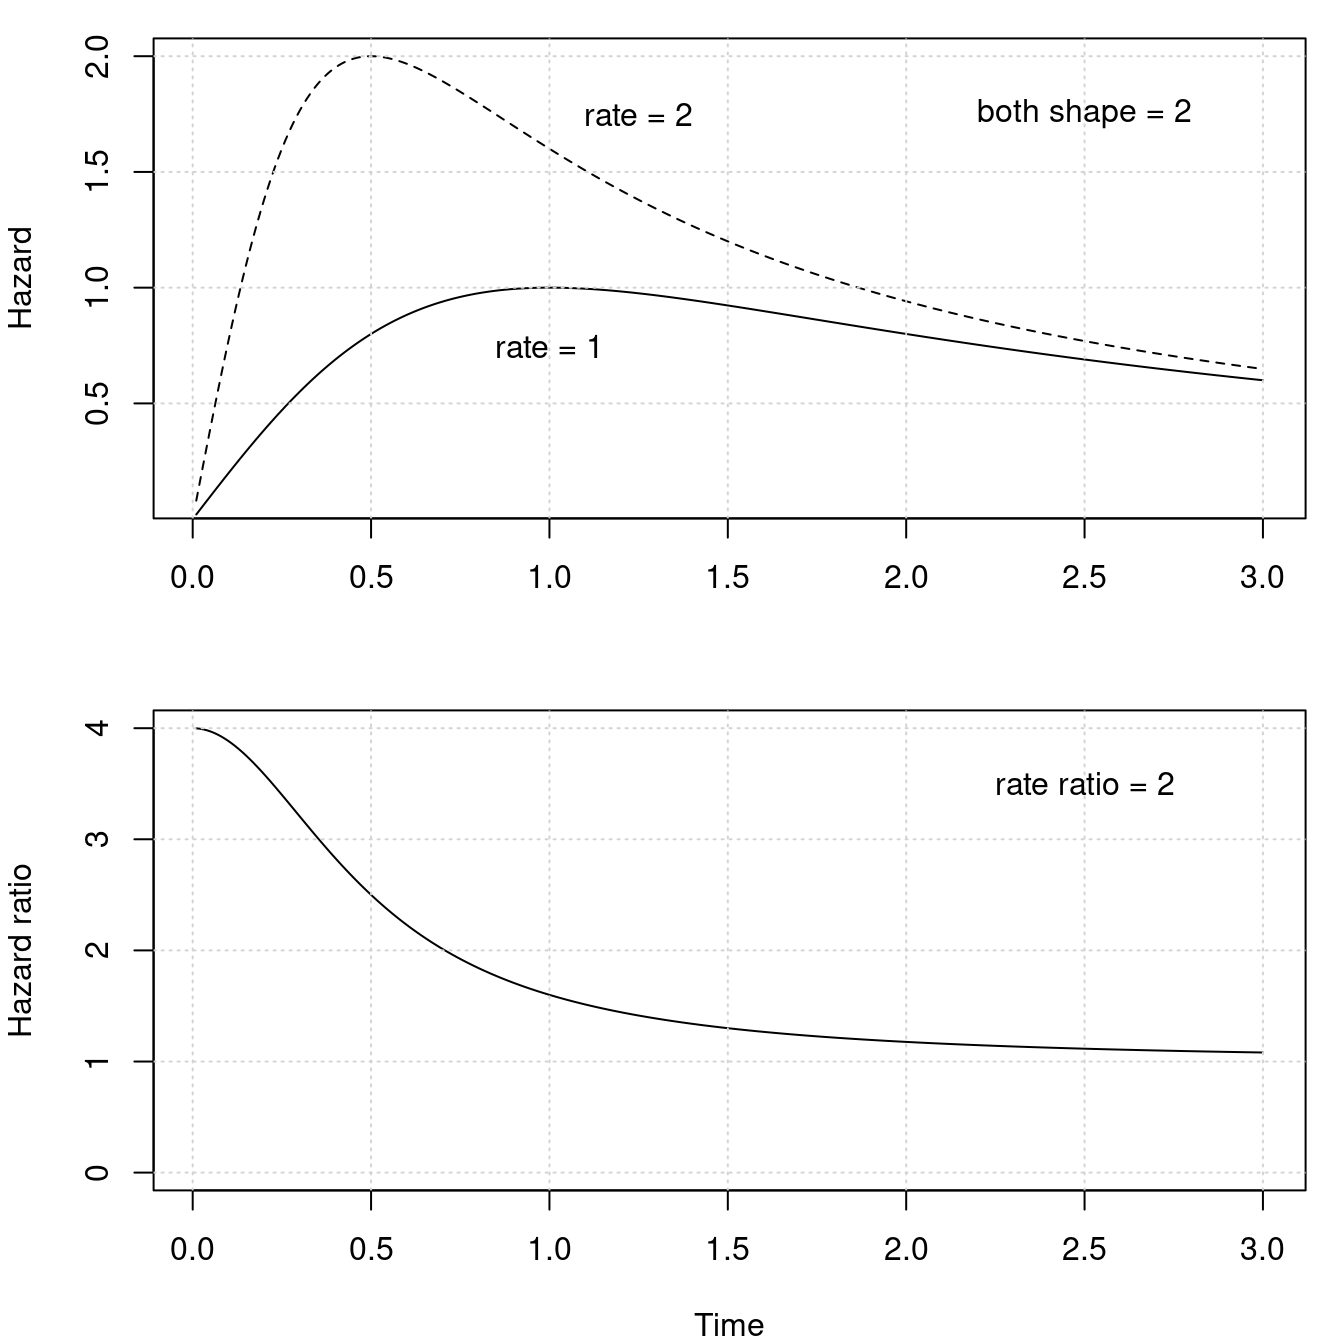 Hazard
2.0
1.5
1.0
0.5
rate = 2
both shape = 2
rate = 1
0.0 0.5 1.0 1.5 2.0 2.5 3.0
Hazard ratio
4
3
2
1
0
rate ratio = 2
0.0 0.5 1.0 1.5 2.0 2.5 3.0
Time